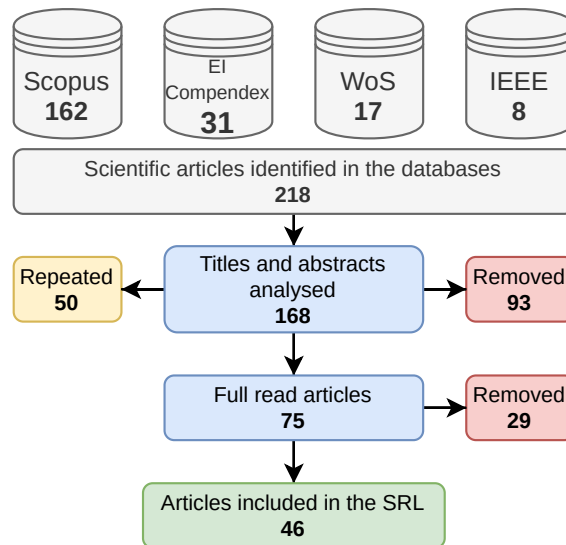 Scopus
162
EI
Compendex
31
WoS
17
IEEE
8
Scientific articles identified in the databases
218
Repeated
50
Titles and abstracts
analysed
168
Removed
93
Full read articles
75
Removed
29
Articles included in the SRL
46